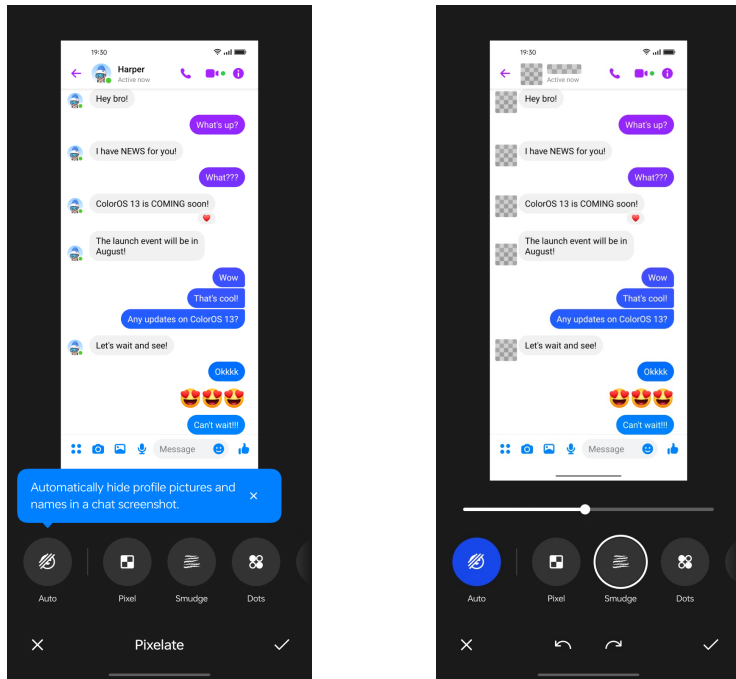 19:30
Harper
Active now
Hey bro!
What's up?
I have NEWS for you!
What???
ColorOS 13 is COMING soon!
The launch event will be in
August!
Wow
That's cool!
Any updates on ColorOS 13?
Let's wait and see!
Okkkk
Can't wait!!!
Message
Automatically hide profile pictures and
names in a chat screenshot.
Auto
Pixel
Smudge
Dots
Pixelate
19:30
Active now
Hey bro!
What's up?
I have NEWS for you!
What???
ColorOS 13 is COMING soon!
The launch event will be in
August!
Wow
That's cool!
Any updates on ColorOS 13?
Let's wait and see!
Okkkk
Can't wait!!!
Message
Auto
Pixel
Smudge
Dots